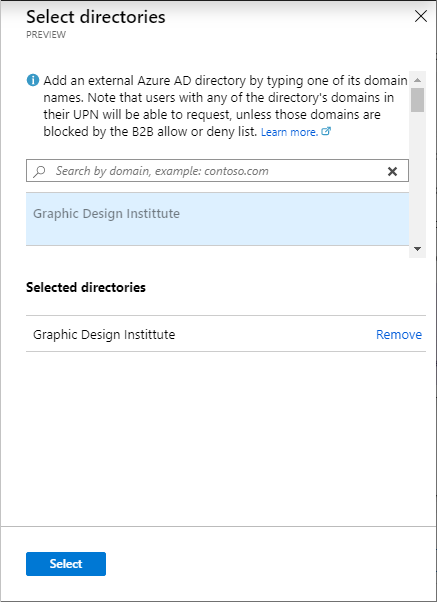 Select directories
PREVIEW
Add an external Azure AD directory by typing one of its domain
names. Note that users with any of the directory's domains in
their UPN will be able to request, unless those domains are
blocked by the B2B allow or deny list. Learn more.
Search by domain, example: contoso.com
Graphic Design Instittute
Selected directories
Graphic Design Instittute Remove
Select